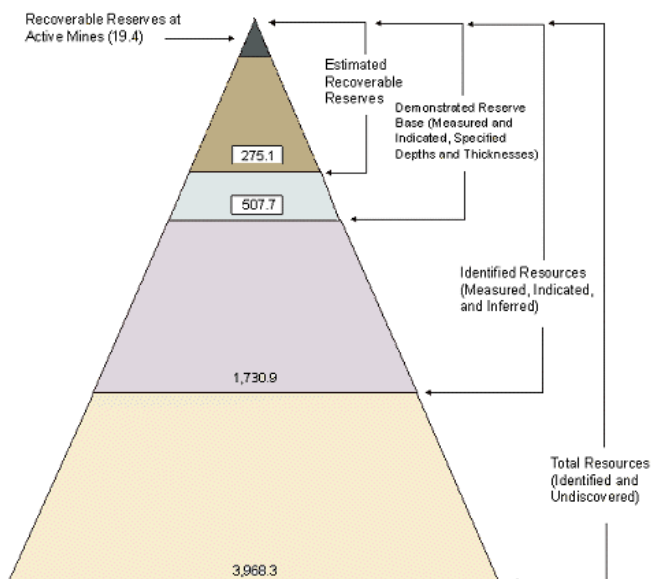 Recoverable Reserves at
Active Mines (19.4)
Estimated
Recoverable
Reserves
Demonstrated Reserve
Base (Measured and
Indicated, Specified
Depths and Thicknesses)
275.1
507.7
Identified Resources
(Measured, Indicated,
and Inferred)
1,730.9
Total Resources
(Identified and
Undiscovered)
3,968.3